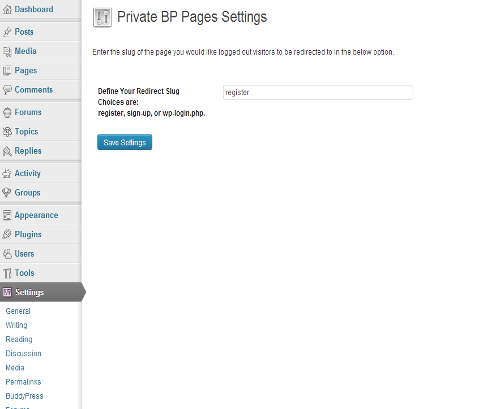 Dashboard
Posts
Media
Pages
Comments
Forums
Topics
Replies
Activity
Groups
Appearance
Plugins
Users
Tools
Settings
General
Writing
Reading
Discussion
Media
Permalinks
BuddyPress
Forums
Private BP Pages Settings
Enter the slug of the page you would like logged out visitors to be redirected to in the below option.
Define Your Redirect Slug
Choices are:
register, sign-up, or wp-login.php.
register
Save Settings